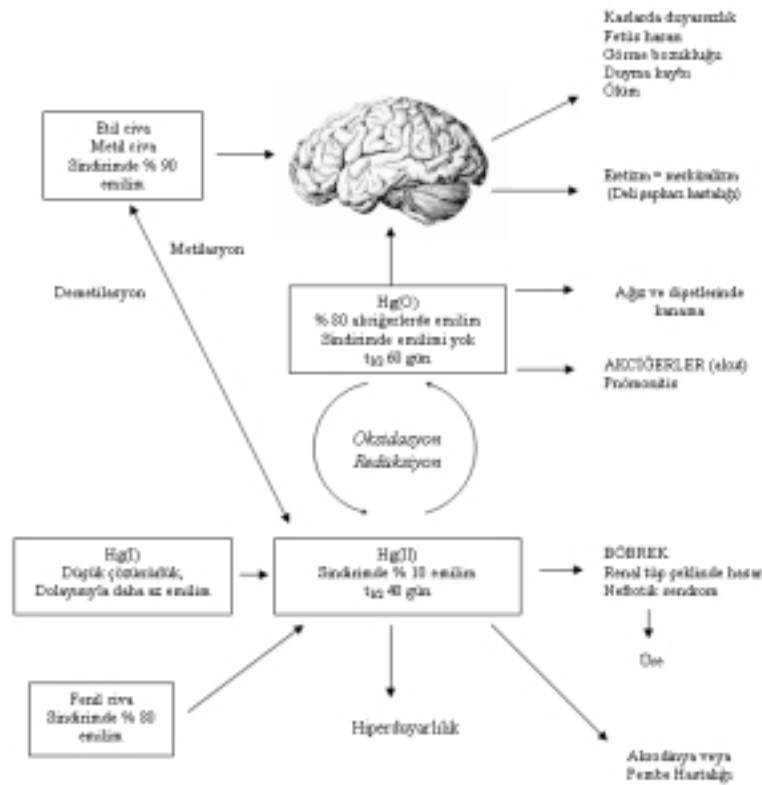 Kaslarda duyarsızlık
Fetüs hasarı
Görme bozukluğu
Duyma kaybı
Ölüm
Etil civa
Metal civa
Sindirimde % 90
emilim
Eretizm = merküralizm
(Deli şapkacı hastalığı)
Metilasyon
Demetilasyon
Hg(O)
% 80 akciğerlerde emilim
Sindirimde emilimi yok
t1/2 60 gün
Ağız ve dişetlerinde
kanama
AKCİĞERLER (akut)
Pnömonitis
Oksidasyon
Redüksiyon
Hg(I)
Düşük çözünürlük,
Dolayısıyla daha az emilim
Hg(II)
Sindirimde % 10 emilim
t1/2 40 gün
BÖBREK
Renal tüp şeklinde hasar
Nefrotik sendrom
Üre
Fenil civa
Sindirimde % 80
emilim
Hiperduyarlılık
Akrodinya veya
Pembe Hastalığı